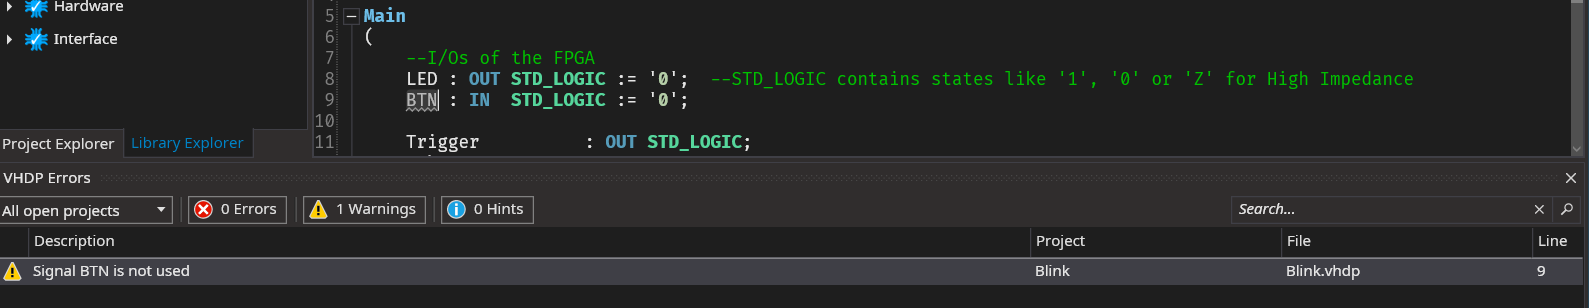 Hardware
Interface
Project Explorer Library Explorer
5 Main
6 (
7 --I/Os of the FPGA
8 LED : OUT STD_LOGIC := '0'; --STD_LOGIC contains states like '1', '0' or 'Z' for High Impedance
9 BTN : IN STD_LOGIC := '0';
10
11 Trigger : OUT STD_LOGIC;
VHDP Errors
All open projects 0 Errors 1 Warnings 0 Hints Search...
Description Project File Line
Signal BTN is not used Blink Blink.vhdp 9